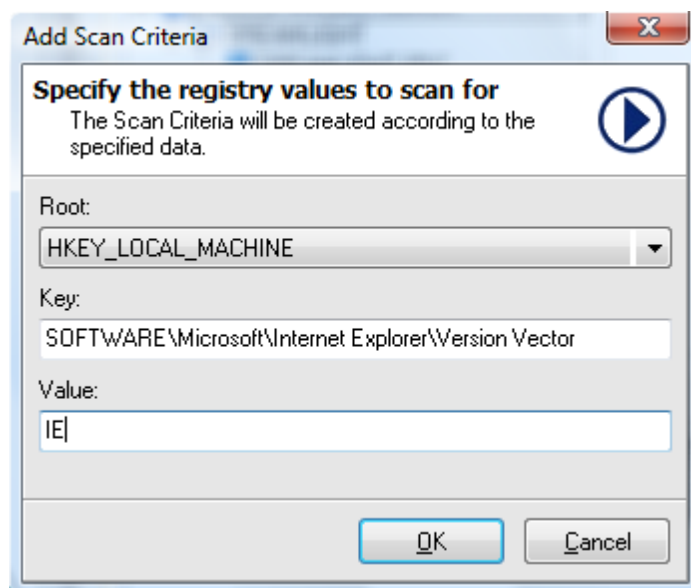 Add Scan Criteria
Specify the registry values to scan for
The Scan Criteria will be created according to the
specified data.
Root:
HKEY_LOCAL_MACHINE
Key:
SOFTWARE\Microsoft\Internet Explorer\Version Vector
Value:
IE
OK
Cancel